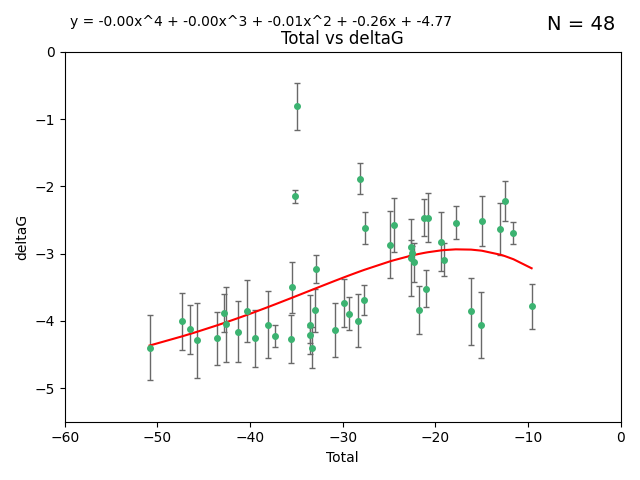 y = -0.00x^4 + -0.00x^3 + -0.01x^2 + -0.26x + -4.77
N = 48
Total vs deltaG
0
−1
−2
−3
−4
−5
deltaG
−60 −50 −40 −30 −20 −10 0
Total